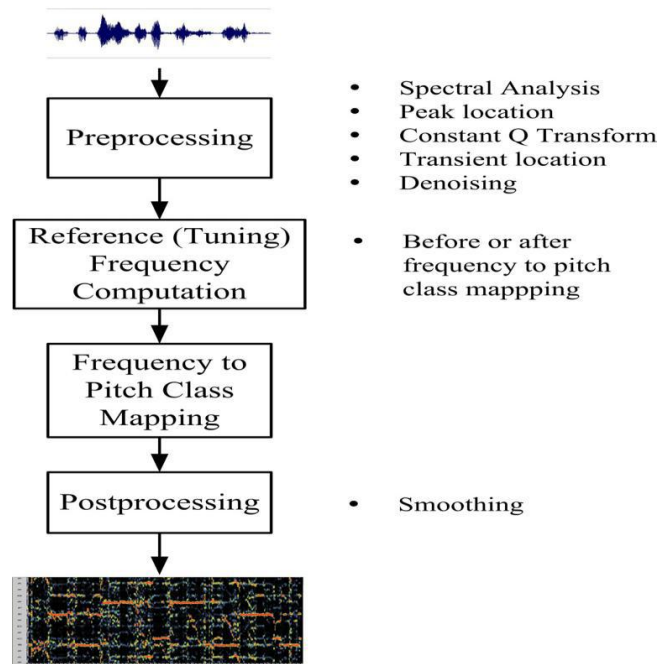 Preprocessing
• Spectral Analysis
• Peak location
• Constant Q Transform
• Transient location
• Denoising
Reference (Tuning)
Frequency
Computation
• Before or after
frequency to pitch
class mappping
Frequency to
Pitch Class
Mapping
Postprocessing
• Smoothing